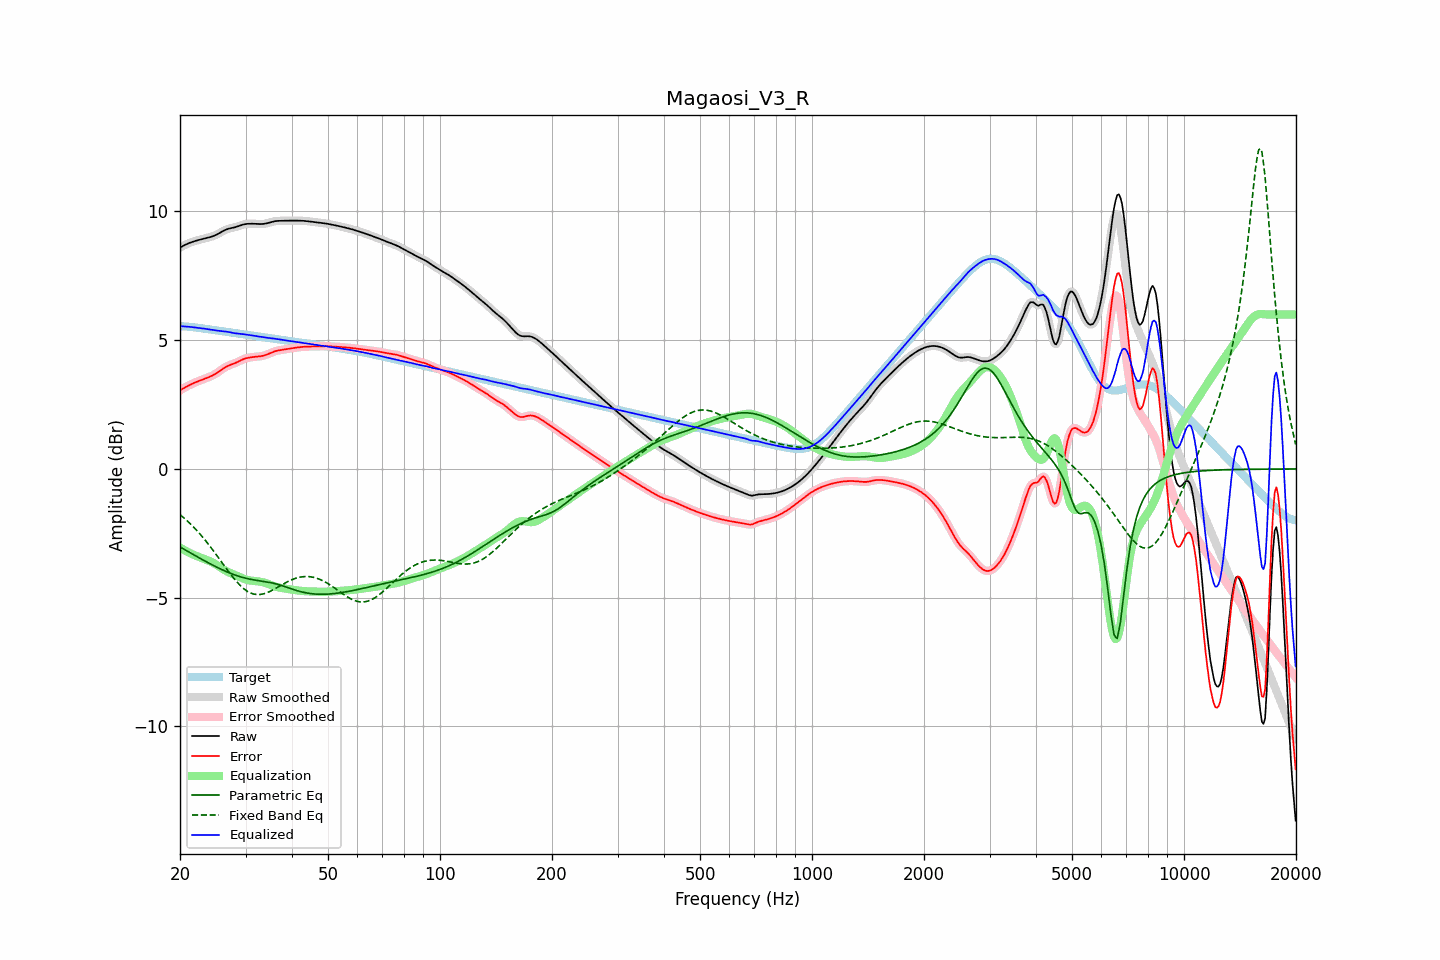 Magaosi_V3_R
Amplitude (dBr)
10
5
0
−5
−10
Target
Raw Smoothed
Error Smoothed
Raw
Error
Equalization
Parametric Eq
Fixed Band Eq
Equalized
20 50 100 200 500 1000 2000 5000 10000 20000
Frequency (Hz)